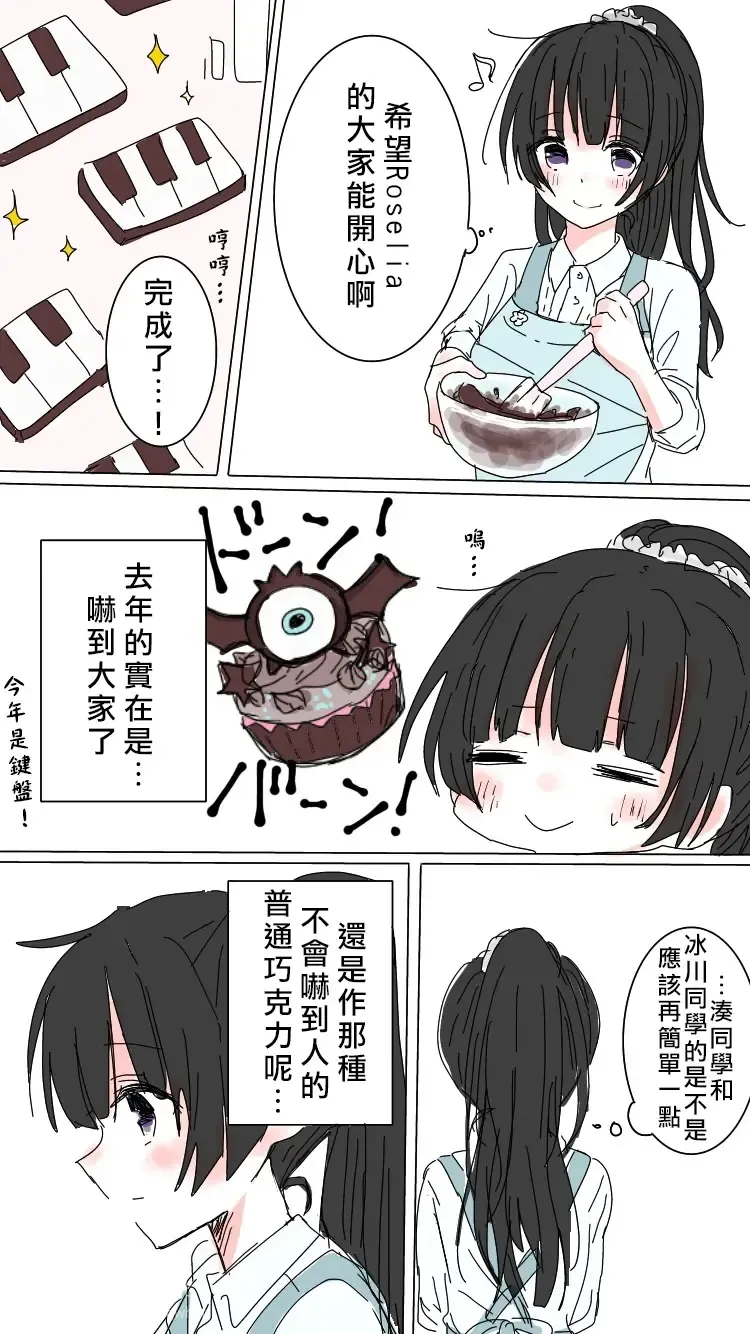 希望Roselia
的大家能開心啊
哼哼…
完成了…！
嗚…
ドーン！
去年的實在是…
嚇到大家了
バーン！
今年是鍵盤！
…湊同學和
冰川同學的是不是
應該再簡單一點
還是作那種
不會嚇到人的
普通巧克力呢…